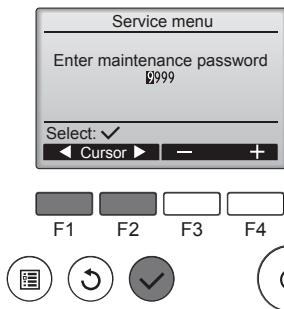 Service menu
Enter maintenance password
9999
Select: ✓
◀ Cursor ▶ − +
F1 F2 F3 F4